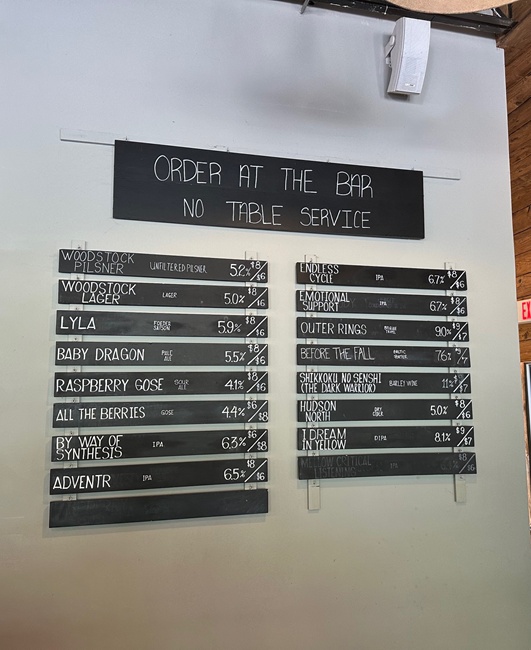 ORDER AT THE BAR
NO TABLE SERVICE
WOODSTOCK PILSNER UNFILTERED PILSNER 5.2% $8/$6
WOODSTOCK LAGER LAGER 5.0% $8/$6
LYLA SAISON 5.9% $8/$6
BABY DRAGON PALE ALE 5.5% $8/$6
RASPBERRY GOSE SOUR ALE 4.1% $8/$6
ALL THE BERRIES GOSE 4.4% $6/$8
BY WAY OF SYNTHESIS IPA 6.3% $6/$8
ADVENTR IPA 6.5% $8/$6
ENDLESS CYCLE IPA 6.7% $8/$6
EMOTIONAL SUPPORT IPA 6.7% $8/$6
OUTER RINGS 9.0% $9/$7
BEFORE THE FALL BALTIC PORTER 7.6%
SHIKKOKU NO SENSHI (THE DARK WARRIOR) BARLEY WINE 11%
HUDSON NORTH DRY CIDER 5.0% $8/$6
I DREAM IN YELLOW DIPA 8.1% $9/$7
MELLOW CRITICAL LISTENING